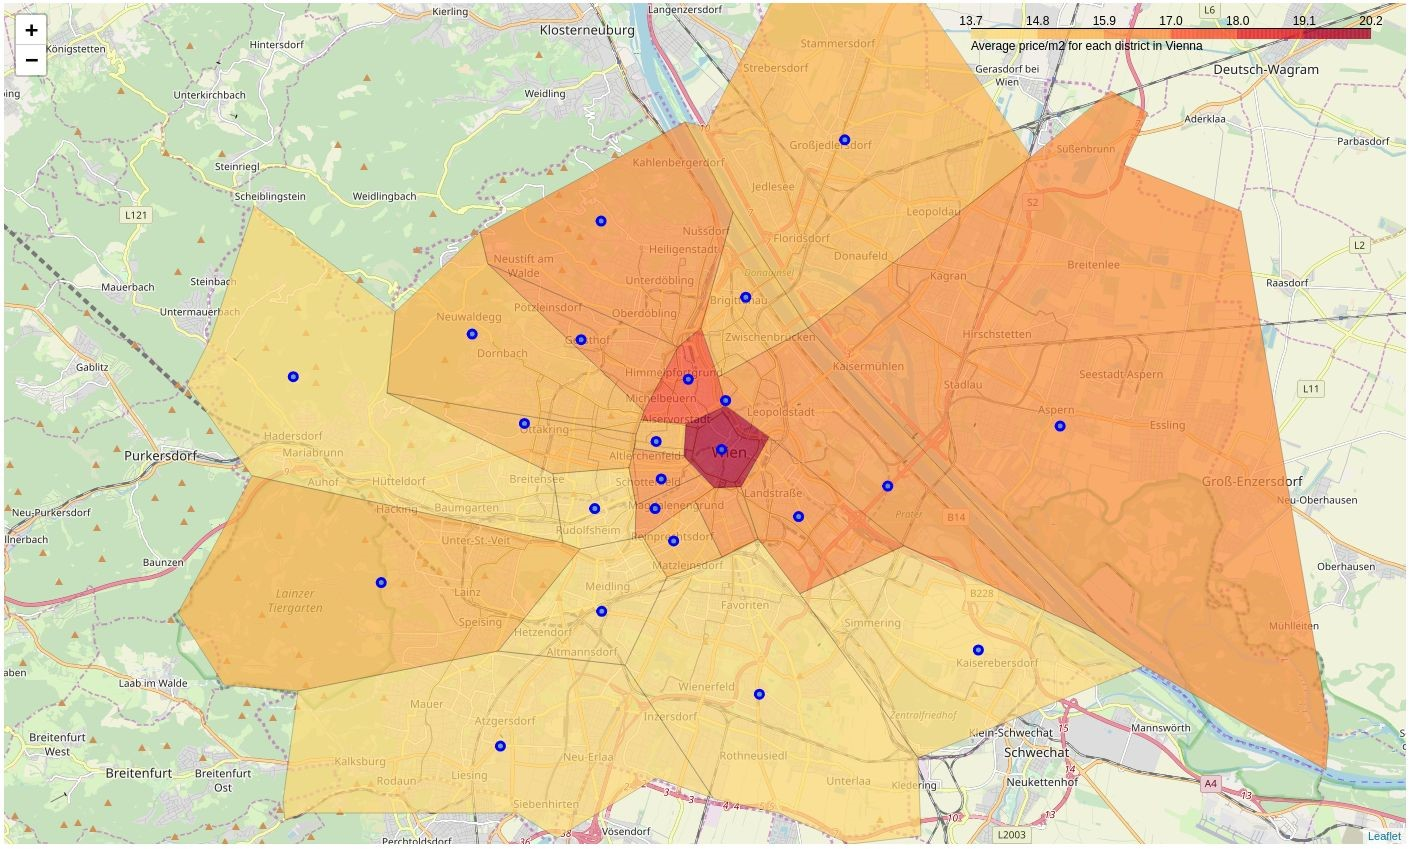 +
−
Kierling
Langenzersdorf
Klosterneuburg
13.7 14.8 15.9 17.0 18.0 19.1 20.2
Average price/m2 for each district in Vienna
L6
Königstetten
Hintersdorf
Stammersdorf
Strebersdorf
Gerasdorf bei
Wien
Deutsch-Wagram
Unterkirchbach
Weidling
Aderklaa
Parbasdorf
Großjedlersdorf
Süßenbrunn
Kahlenbergerdorf
Steinriegl
Scheiblingstein
Weidlingbach
Jedlesee
S2
L121
Leopoldau
Nussdorf
Floridsdorf
L2
Heiligenstadt
Donaufeld
Neustift am
Walde
Breitenlee
Donauinsel
Kagran
Steinbach
Unterdöbling
Raasdorf
Mauerbach
Pötzleinsdorf
Brigittenau
Untermauerbach
Neuwaldegg
Oberdöbling
Zwischenbrücken
Hirschstetten
Dornbach
Gersthof
Gablitz
Himmelpfortgrund
Kaisermühlen
Stadlau
Seestadt Aspern
L11
Michelbeuern
Alservorstadt
Leopoldstadt
Aspern
Essling
Ottakring
Hadersdorf
Mariabrunn
Purkersdorf
Altlerchenfeld
Wien
Auhof
Hütteldorf
Breitensee
Schottenfeld
Landstraße
Groß-Enzersdorf
Neu-Oberhausen
Neu-Purkersdorf
Hacking
Baumgarten
Magdalenengrund
Prater
B14
Rudolfsheim
Unter-St.-Veit
Reinprechtsdorf
Baunzen
Matzleinsdorf
Oberhausen
Lainzer
Tiergarten
Lainz
Meidling
Favoriten
B228
Speising
Simmering
Mühlleiten
Hetzendorf
Altmannsdorf
Kaiserebersdorf
Laab im Walde
Wienerfeld
Mauer
Atzgersdorf
Inzersdorf
Zentralfriedhof
Klein-Schwechat
Mannswörth
Breitenfurt
West
Schwechat
Kalksburg
Neu-Erlaa
Rothneusiedl
Breitenfurt
Breitenfurt
Ost
Rodaun
Liesing
Unterlaa
Kledering
Neukettenhof
A4
Siebenhirten
Vösendorf
L2003
Perchtoldsdorf
Leaflet